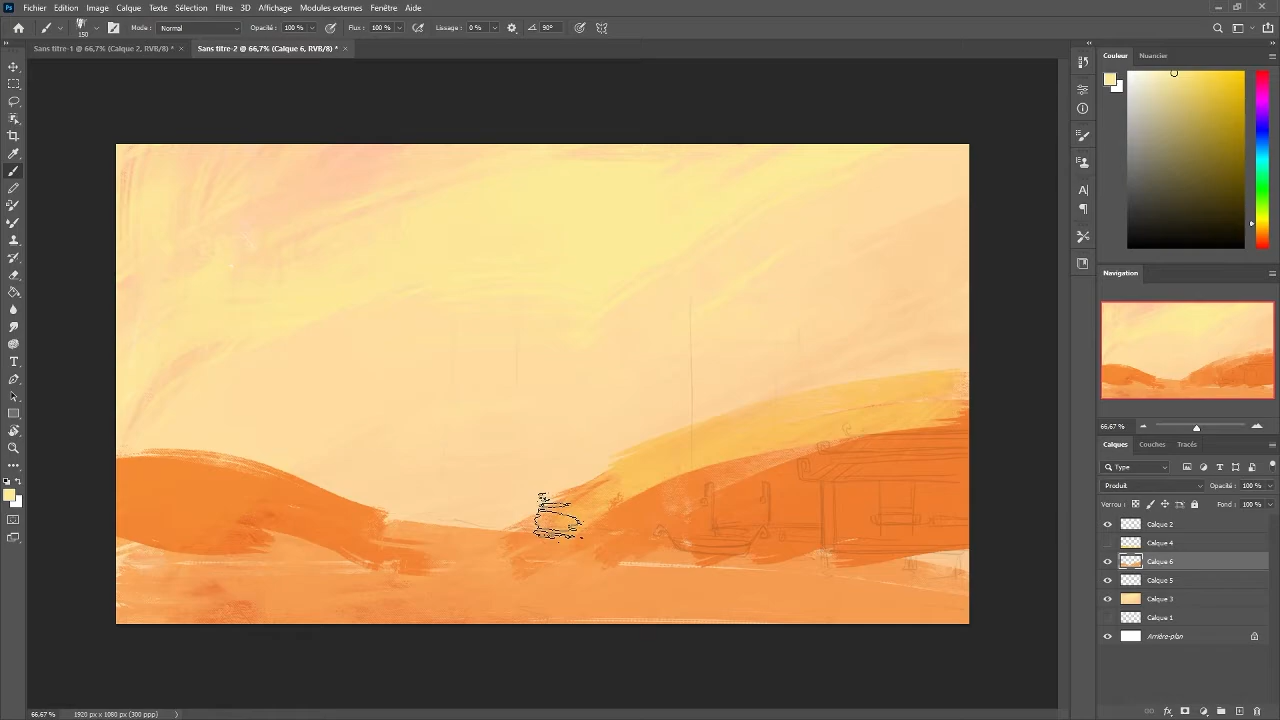 Fichier Edition Image Calque Texte Sélection Filtre 3D Affichage Modules externes Fenêtre Aide
150 Mode : Normal Opacité : 100 % Flux : 100 % Lissage : 0 % 90°
Sans titre-1 @ 66,7% (Calque 2, RVB/8) * × Sans titre-2 @ 66,7% (Calque 6, RVB/8) * ×
Couleur Nuancier
Navigation
66.67 %
Calques Couches Tracés
Type
Produit Opacité : 100 %
Verrou : Fond : 100 %
Calque 2
Calque 4
Calque 6
Calque 5
Calque 3
Calque 1
Arrière-plan
66.67 % 1920 px x 1080 px (300 ppp)